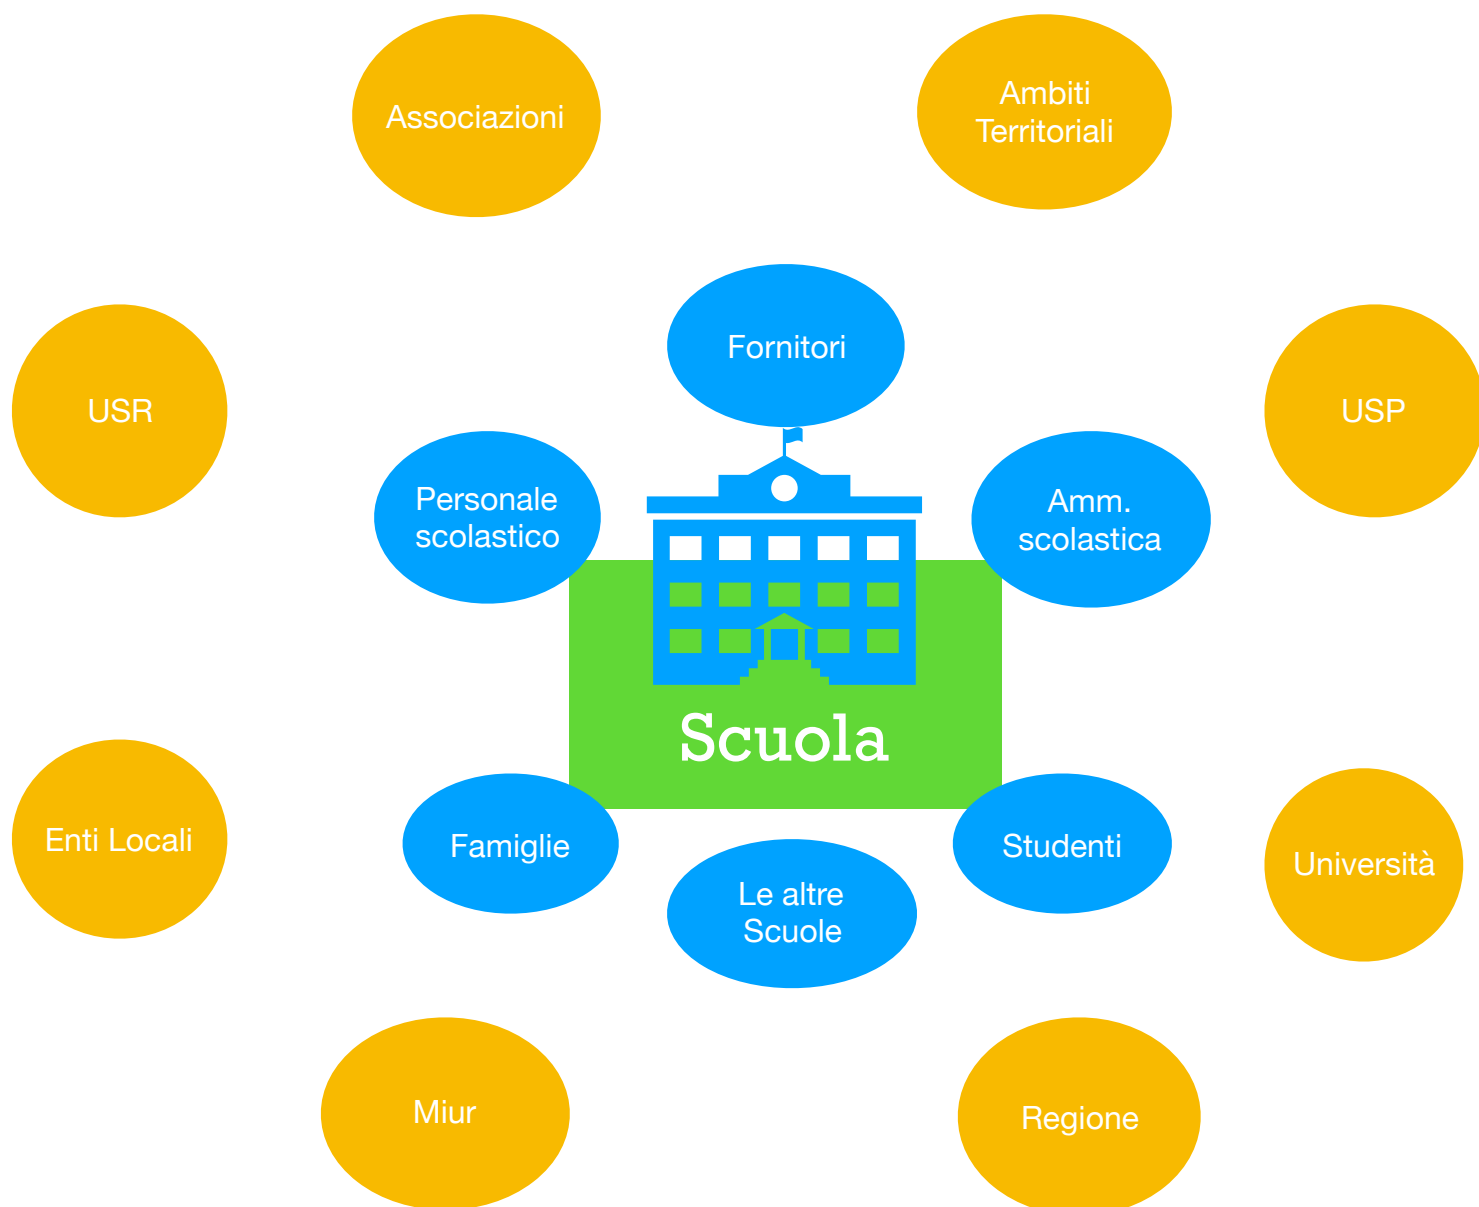 Associazioni
Ambiti
Territoriali
Fornitori
USR
USP
Personale
scolastico
Amm.
scolastica
Scuola
Enti Locali
Famiglie
Studenti
Università
Le altre
Scuole
Miur
Regione